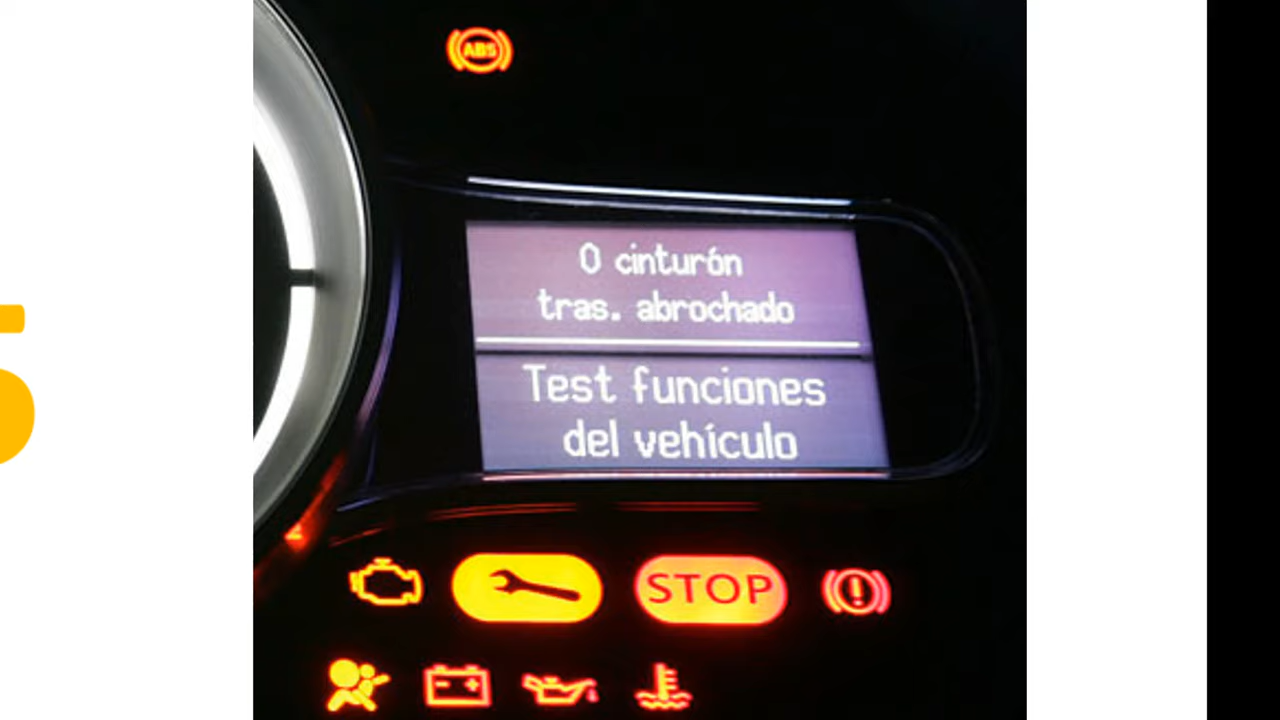 ABS
0 cinturón
tras. abrochado
Test funciones
del vehículo
STOP